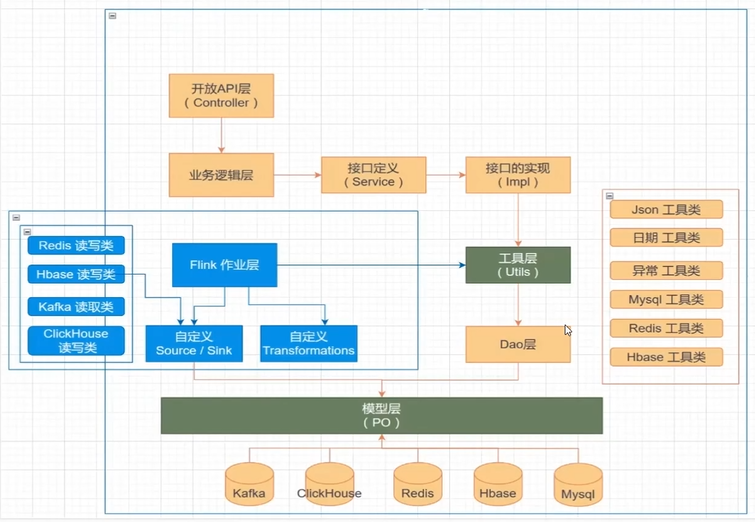 开放API层
（Controller）
业务逻辑层
接口定义
（Service）
接口的实现
（Impl）
Json 工具类
日期 工具类
异常 工具类
Mysql 工具类
Redis 工具类
Hbase 工具类
Redis 读写类
Hbase 读写类
Kafka 读取类
ClickHouse
读写类
Flink 作业层
工具层
（Utils）
自定义
Source / Sink
自定义
Transformations
Dao层
模型层
（PO）
Kafka
ClickHouse
Redis
Hbase
Mysql